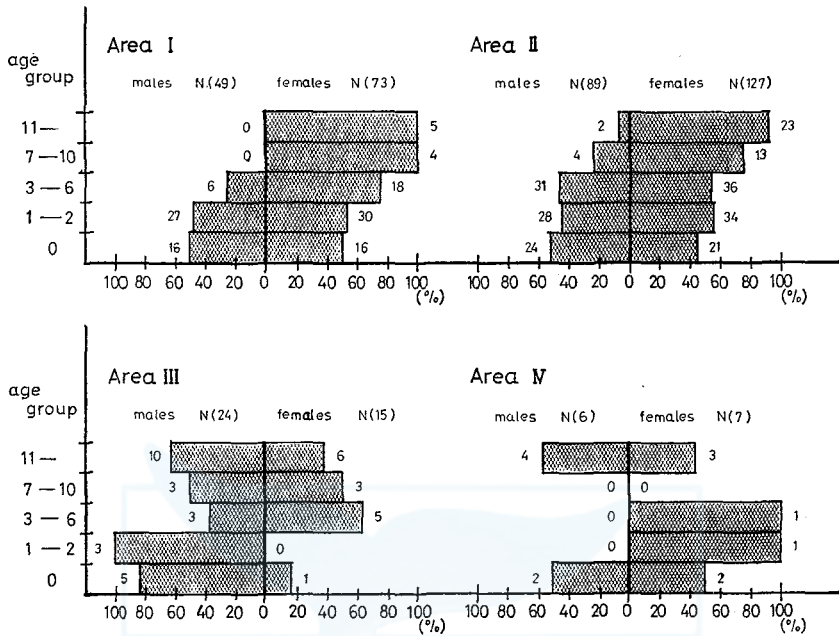 Area I
age
group
males N.(49) females N(73)
11— 0 5
7—10 0 4
3—6 6 18
1—2 27 30
0 16 16
100 80 60 40 20 0 20 40 60 80 100
(%)
Area II
males N(89) females N(127)
2 23
4 13
31 36
28 34
24 21
100 80 60 40 20 0 20 40 60 80 100
(%)
Area III
age
group
males N(24) females N(15)
11— 10 6
7—10 3 3
3—6 3 5
1—2 3 0
0 5 1
100 80 60 40 20 0 20 40 60 80 100
(%)
Area IV
males N(6) females N(7)
4 3
0 0
0 1
0 1
2 2
100 80 60 40 20 0 20 40 60 80 100
(%)